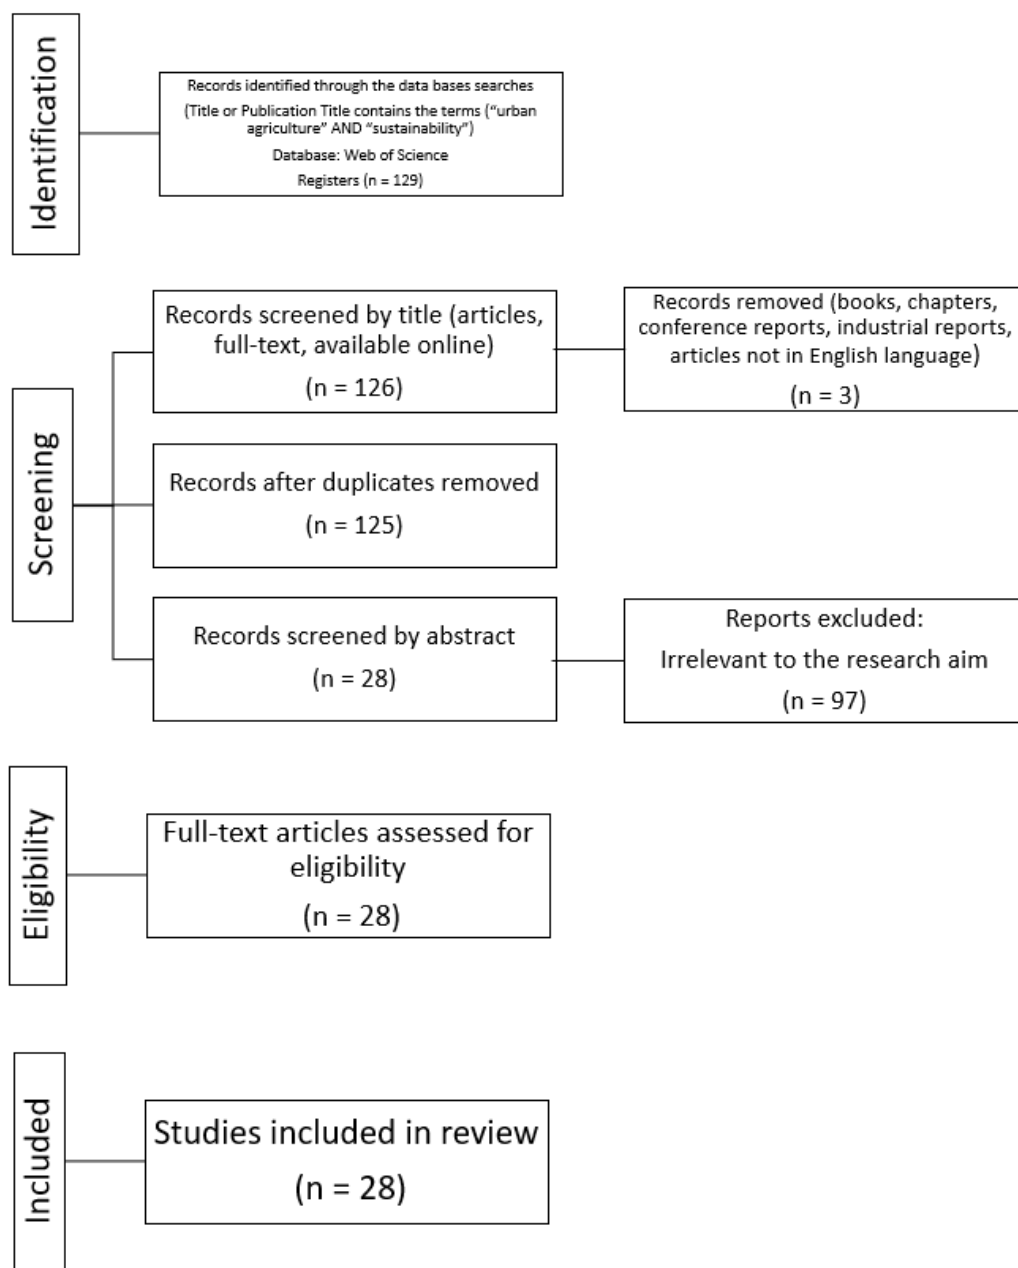 Identification
Records identified through the data bases searches
(Title or Publication Title contains the terms (“urban
agriculture” AND “sustainability”)
Database: Web of Science
Registers (n = 129)
Screening
Records screened by title (articles,
full-text, available online)
(n = 126)
Records removed (books, chapters,
conference reports, industrial reports,
articles not in English language)
(n = 3)
Records after duplicates removed
(n = 125)
Records screened by abstract
(n = 28)
Reports excluded:
Irrelevant to the research aim
(n = 97)
Eligibility
Full-text articles assessed for
eligibility
(n = 28)
Included
Studies included in review
(n = 28)